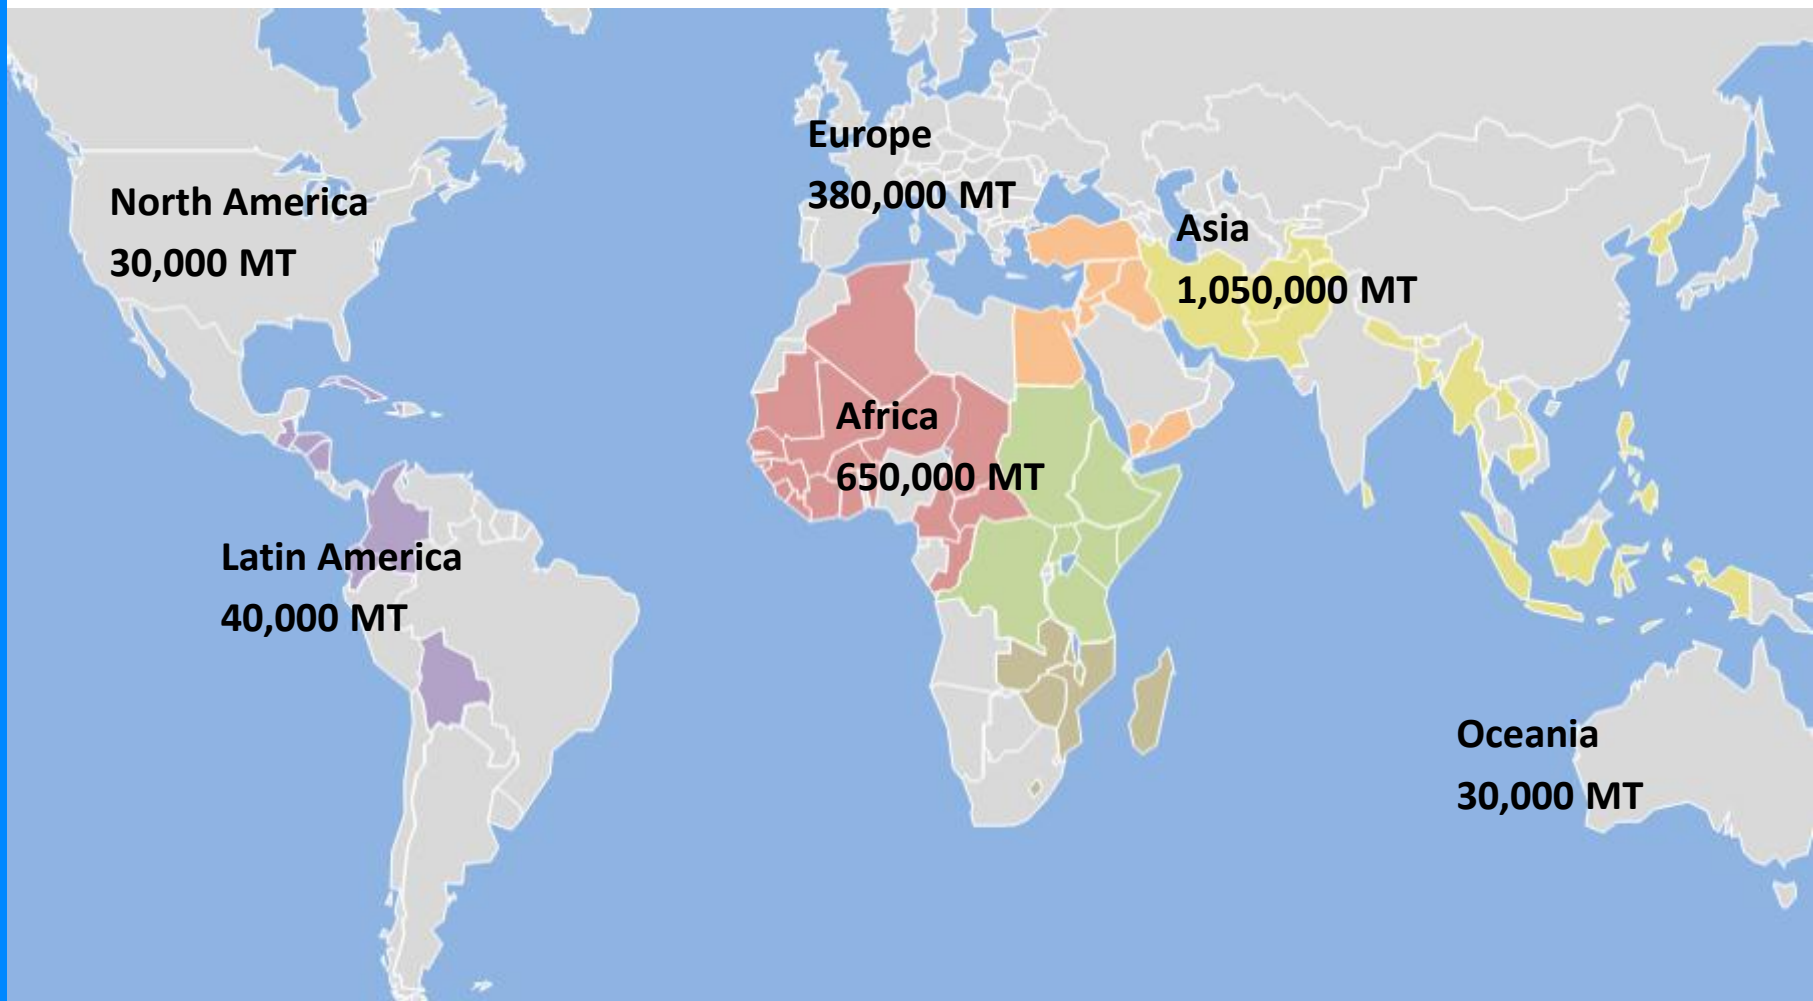 Europe
380,000 MT
North America
30,000 MT
Asia
1,050,000 MT
Africa
650,000 MT
Latin America
40,000 MT
Oceania
30,000 MT